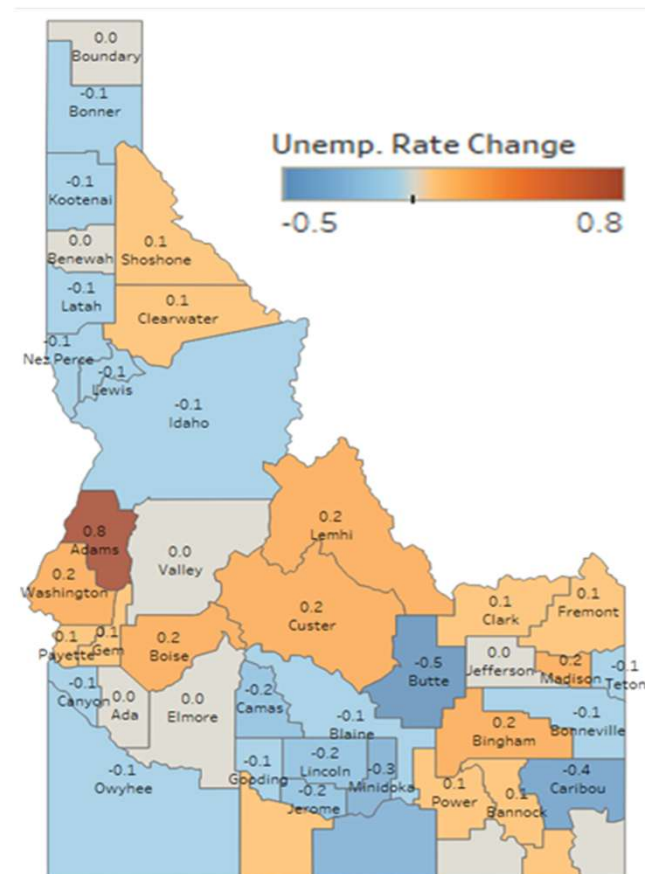 0.0
Boundary
-0.1
Bonner
Unemp. Rate Change
-0.5
0.8
-0.1
Kootenai
0.0
Benewah
0.1
Shoshone
-0.1
Latah
0.1
Clearwater
-0.1
Nez Perce
-0.1
Lewis
-0.1
Idaho
0.8
Adams
0.2
Lemhi
0.0
Valley
0.2
Washington
0.2
Custer
0.1
Clark
0.1
Fremont
0.1
Payette
0.1
Gem
0.2
Boise
-0.5
Butte
0.0
Jefferson
0.2
Madison
-0.1
Teton
-0.1
Canyon
0.0
Ada
0.0
Elmore
-0.2
Camas
-0.1
Blaine
0.2
Bingham
-0.1
Bonneville
-0.1
Owyhee
-0.1
Gooding
-0.2
Lincoln
-0.3
Minidoka
-0.2
Jerome
0.1
Power
0.1
Bannock
-0.4
Caribou